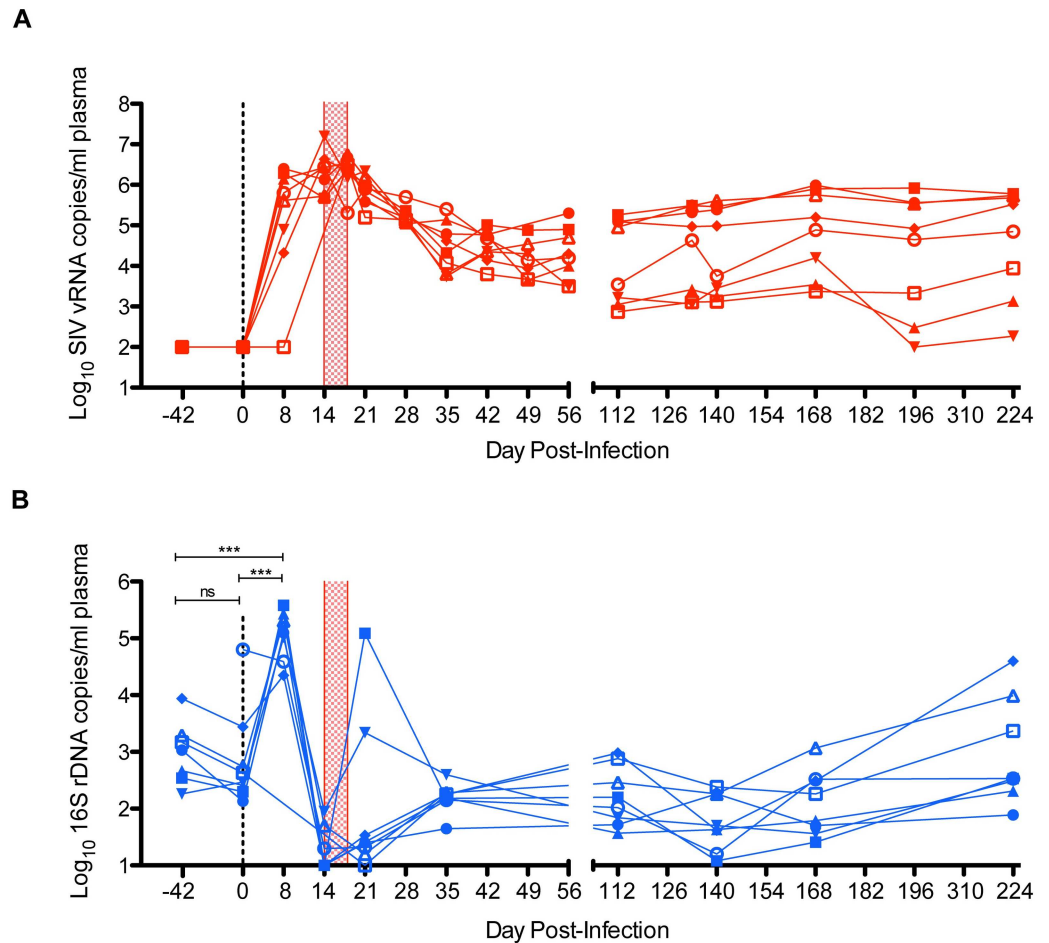 A
Log10 SIV vRNA copies/ml plasma
8
7
6
5
4
3
2
1
-42 0 8 14 21 28 35 42 49 56 112 126 140 154 168 182 196 310 224
Day Post-Infection
B
Log10 16S rDNA copies/ml plasma
***
***
ns
6
5
4
3
2
1
-42 0 8 14 21 28 35 42 49 56 112 126 140 154 168 182 196 310 224
Day Post-Infection